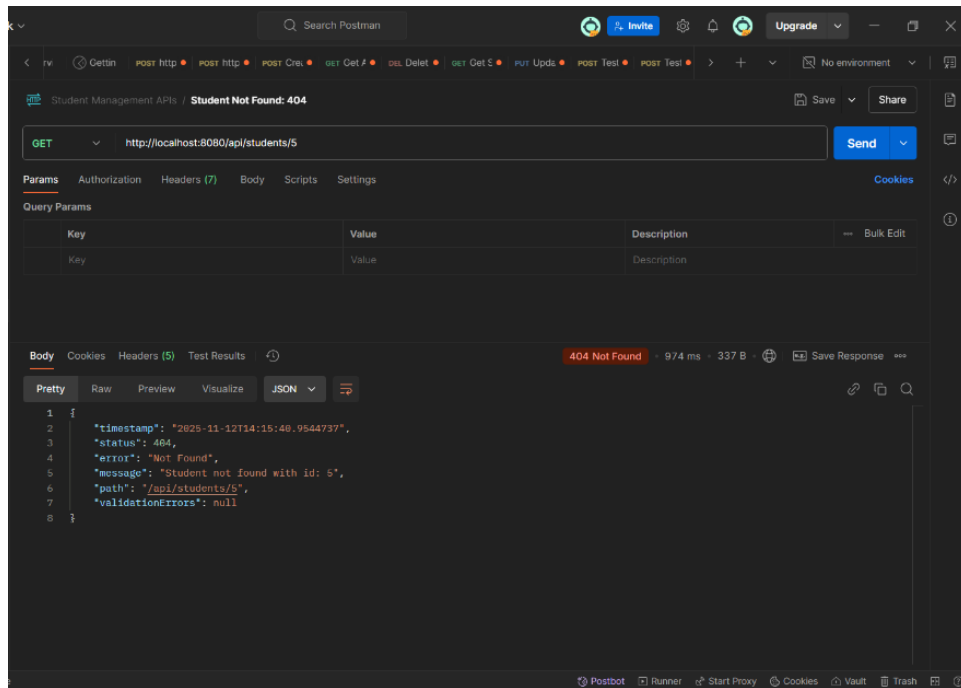 k
Search Postman
Invite
Upgrade
Gettin POST http POST http POST Cre GET Get A DEL Delet GET Get S PUT Upda POST Test POST Test No environment
HTTP Student Management APIs / Student Not Found: 404 Save Share
GET http://localhost:8080/api/students/5 Send
Params Authorization Headers (7) Body Scripts Settings Cookies
Query Params
Key Value Description Bulk Edit
Key Value Description
Body Cookies Headers (5) Test Results 404 Not Found 974 ms 337 B e.g. Save Response
Pretty Raw Preview Visualize JSON
1 {
2 "timestamp": "2025-11-12T14:15:40.9544737",
3 "status": 404,
4 "error": "Not Found",
5 "message": "Student not found with id: 5",
6 "path": "/api/students/5",
7 "validationErrors": null
8 }
Postbot Runner Start Proxy Cookies Vault Trash